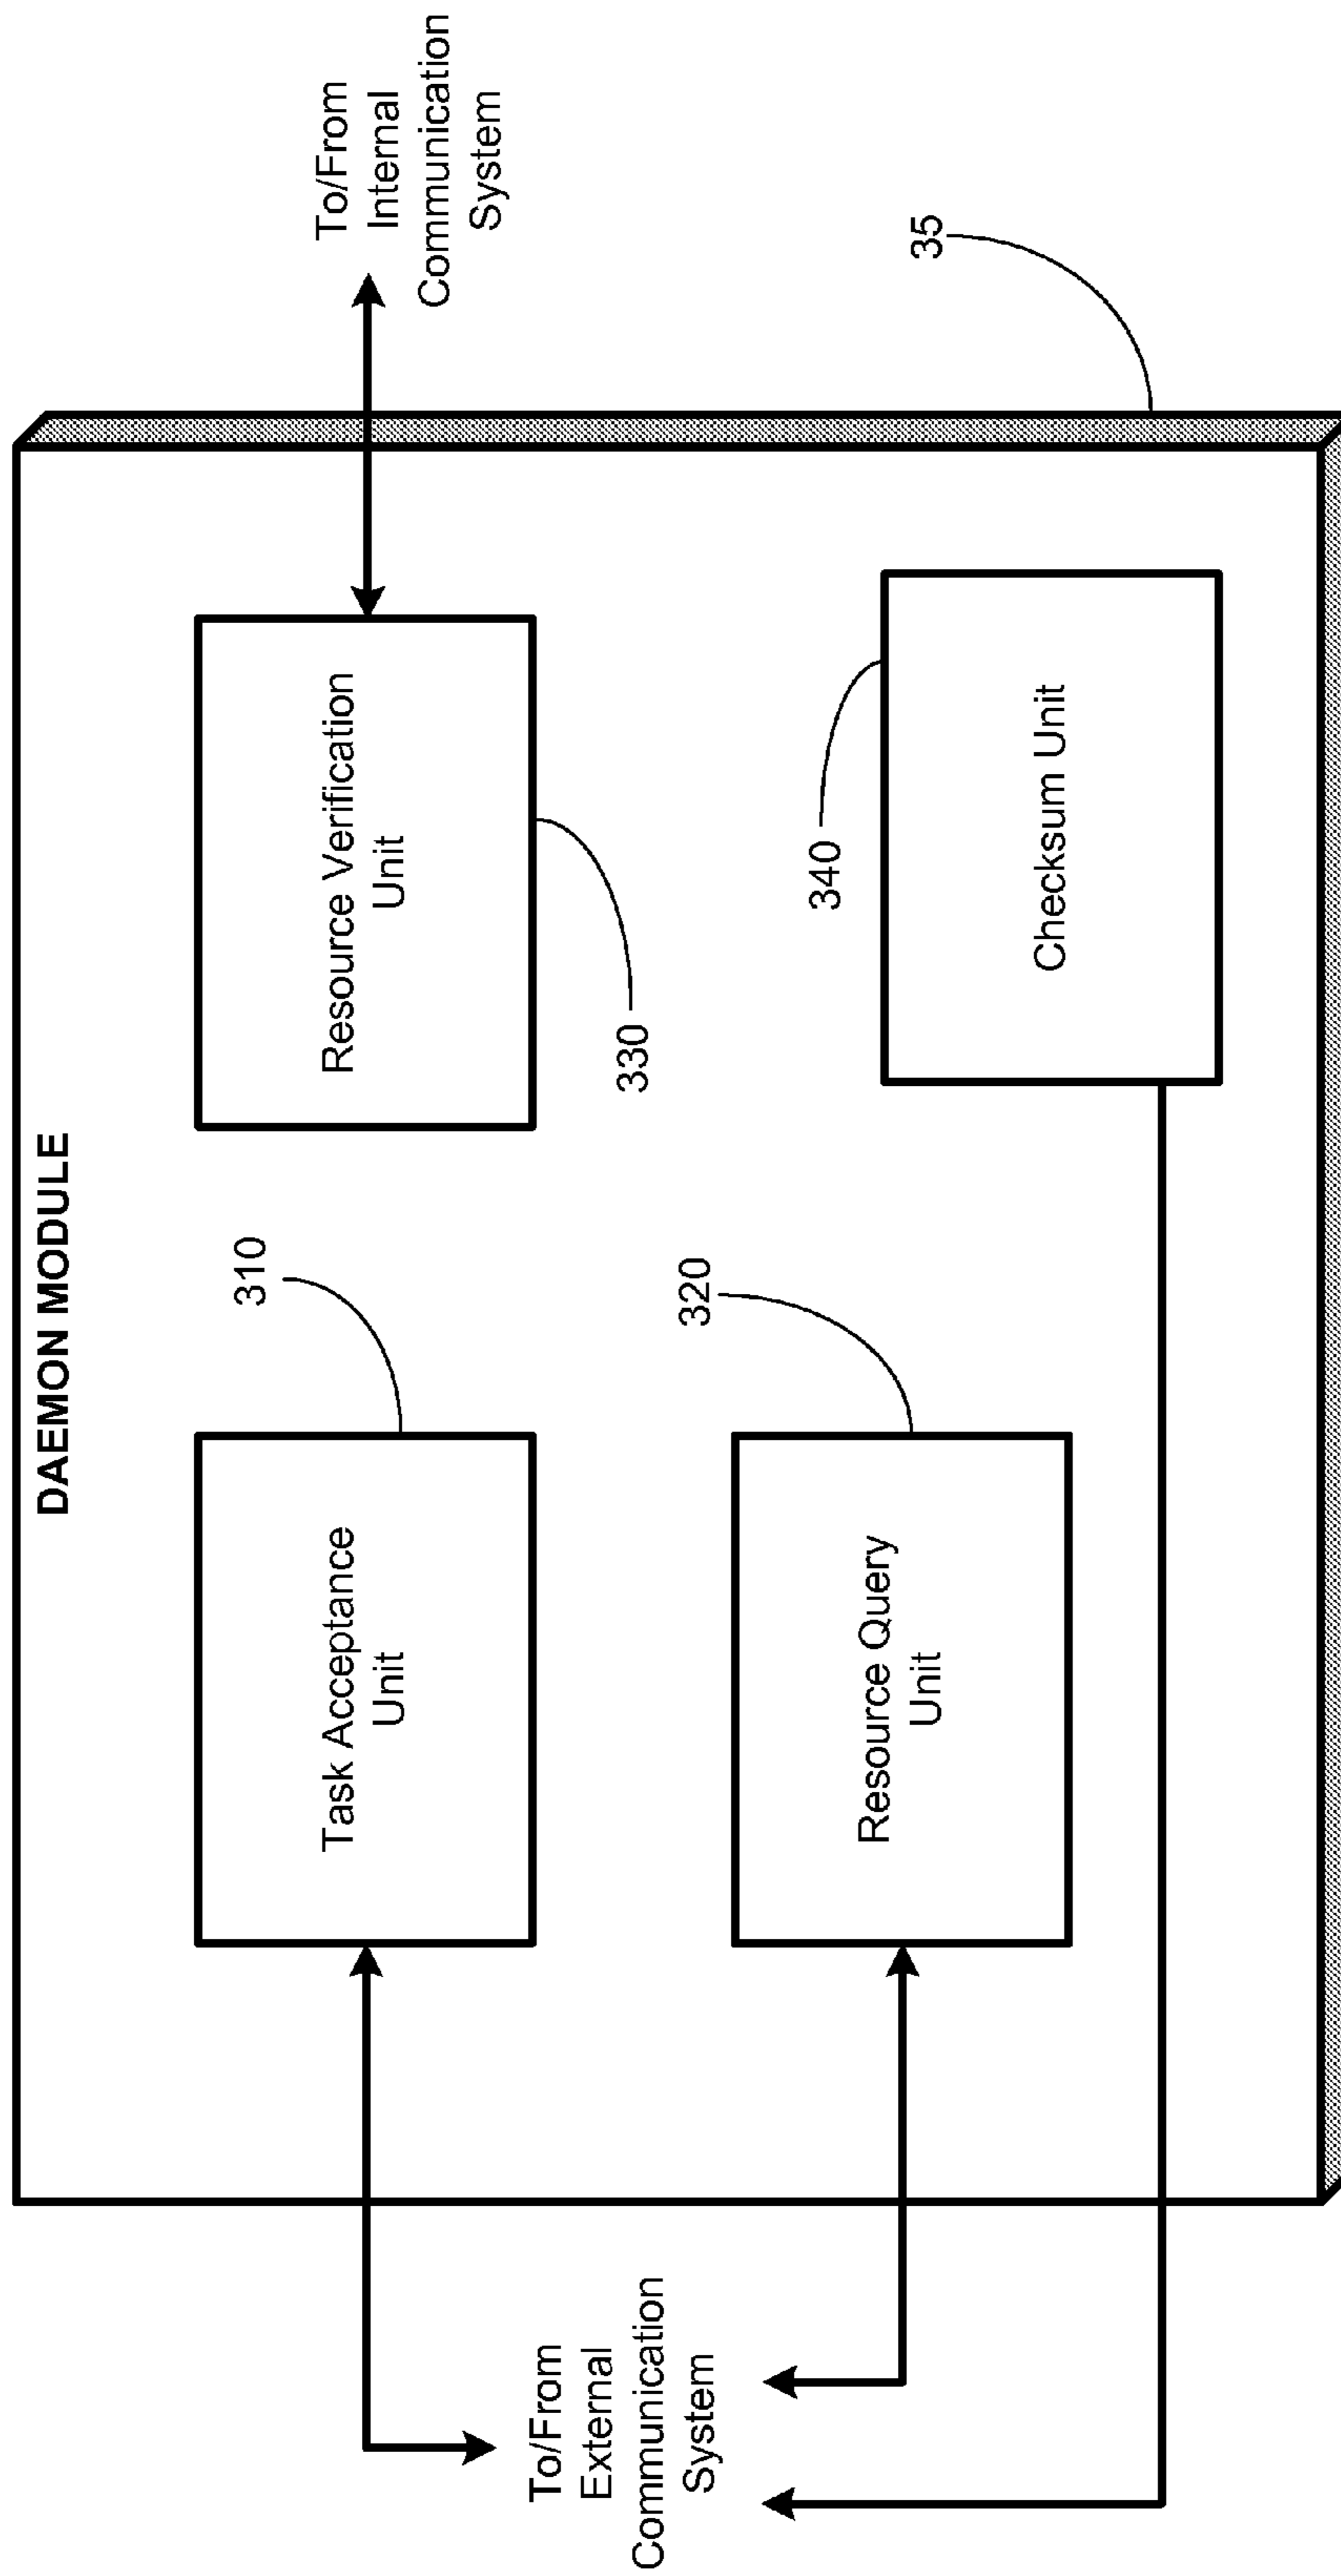 DAEMON MODULE
To/From
External
Communication
System
Task Acceptance
Unit
310
Resource Verification
Unit
330
To/From
Internal
Communication
System
Resource Query
Unit
320
Checksum Unit
340
35